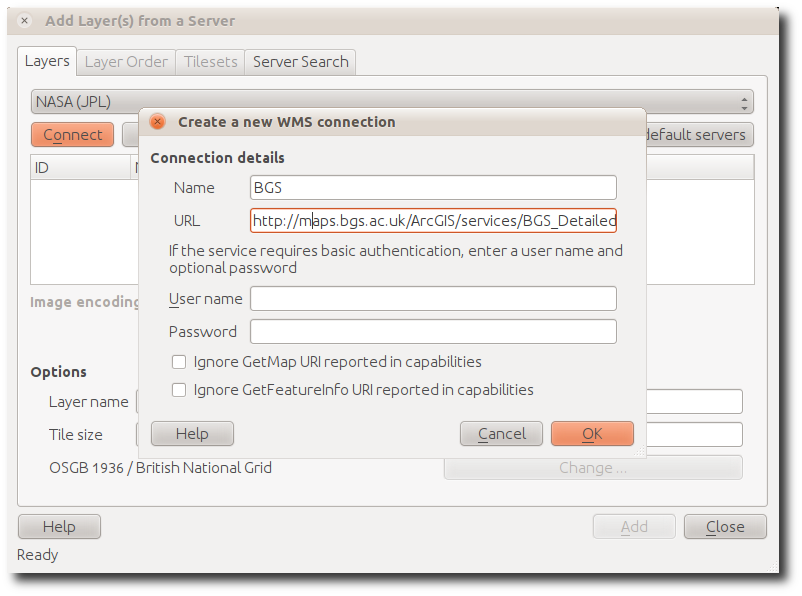 Add Layer(s) from a Server
Layers Layer Order Tilesets Server Search
NASA (JPL)
Connect default servers
ID
Image encoding
Options
Layer name
Tile size
OSGB 1936 / British National Grid Change ...
Help Add Close
Ready
Create a new WMS connection
Connection details
Name BGS
URL http://maps.bgs.ac.uk/ArcGIS/services/BGS_Detailed
If the service requires basic authentication, enter a user name and
optional password
User name
Password
Ignore GetMap URI reported in capabilities
Ignore GetFeatureInfo URI reported in capabilities
Help Cancel OK